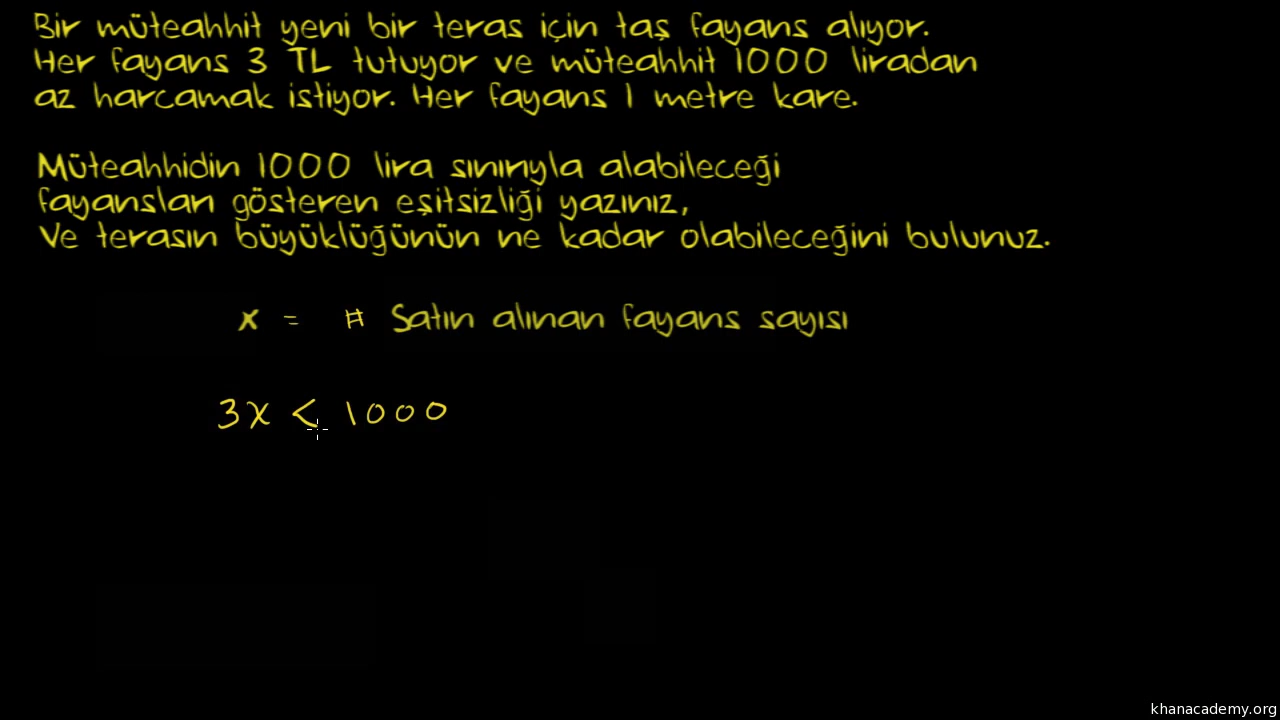 Bir müteahhit yeni bir teras için taş fayans alıyor.
Her fayans 3 TL tutuyor ve müteahhit 1000 liradan
az harcamak istiyor. Her fayans 1 metre kare.
Müteahhidin 1000 lira sınırıyla alabileceği
fayansları gösteren eşitsizliği yazınız,
Ve terasın büyüklüğünün ne kadar olabileceğini bulunuz.
x = # Satın alınan fayans sayısı
3x < 1000
khanacademy.org